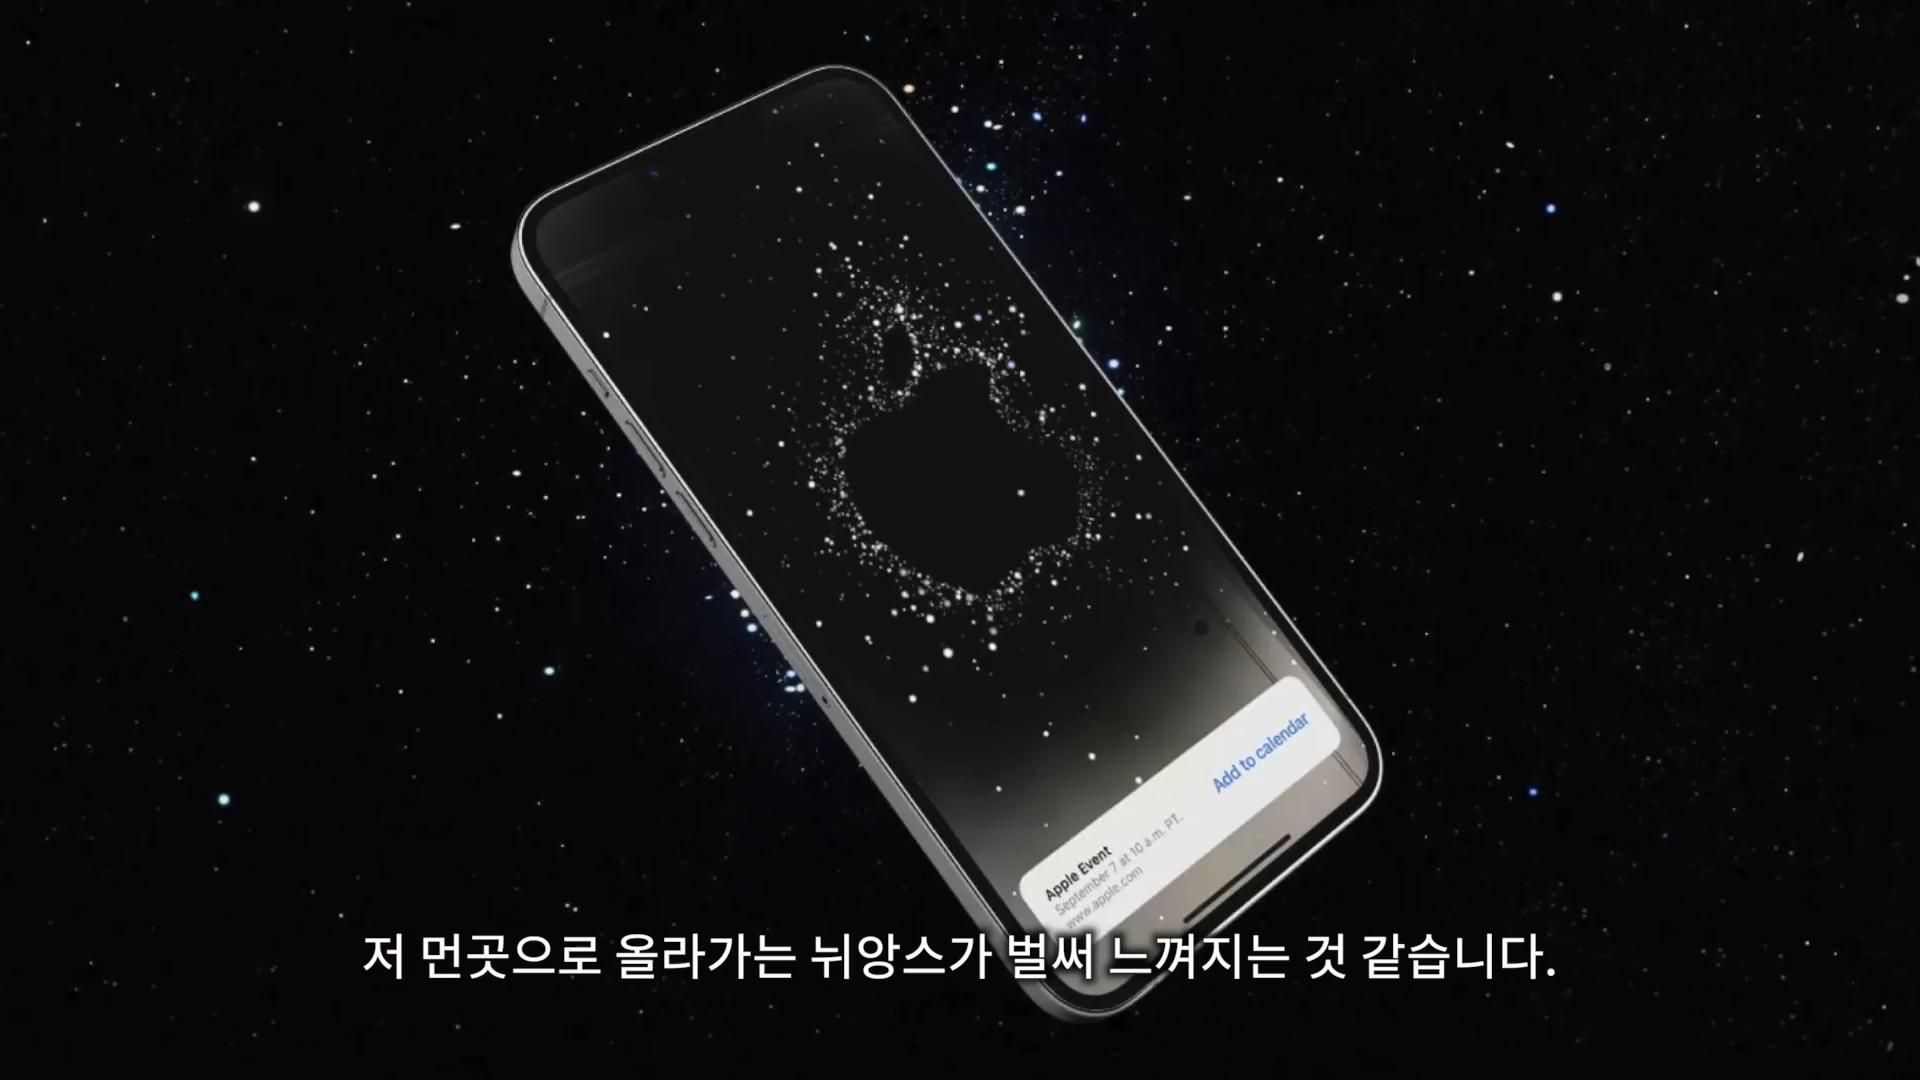 Apple Event
September 7 at 10 a.m. PT.
www.apple.com
Add to calendar
저 먼곳으로 올라가는 뉘앙스가 벌써 느껴지는 것 같습니다.